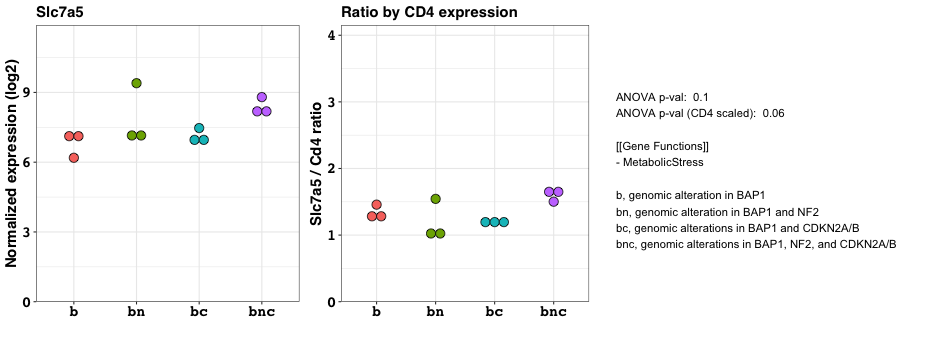 Slc7a5
Normalized expression (log2)
9
6
3
0
b bn bc bnc
Ratio by CD4 expression
Slc7a5 / Cd4 ratio
4
3
2
1
0
b bn bc bnc
ANOVA p-val: 0.1
ANOVA p-val (CD4 scaled): 0.06
[[Gene Functions]]
- MetabolicStress
b, genomic alteration in BAP1
bn, genomic alteration in BAP1 and NF2
bc, genomic alterations in BAP1 and CDKN2A/B
bnc, genomic alterations in BAP1, NF2, and CDKN2A/B